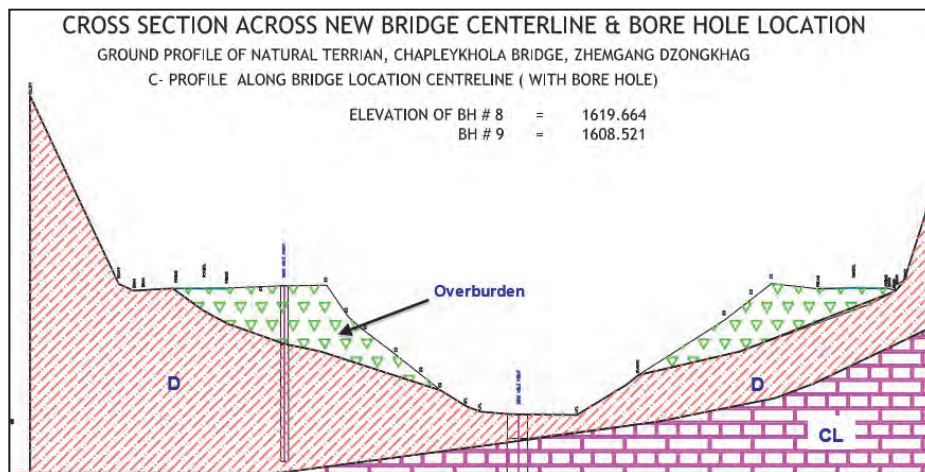 CROSS SECTION ACROSS NEW BRIDGE CENTERLINE & BORE HOLE LOCATION
GROUND PROFILE OF NATURAL TERRIAN, CHAPLEYKHOLA BRIDGE, ZHEMGANG DZONGKHAG
C- PROFILE ALONG BRIDGE LOCATION CENTRELINE ( WITH BORE HOLE)
ELEVATION OF BH # 8 = 1619.664
BH # 9 = 1608.521
Overburden
D
D
CL